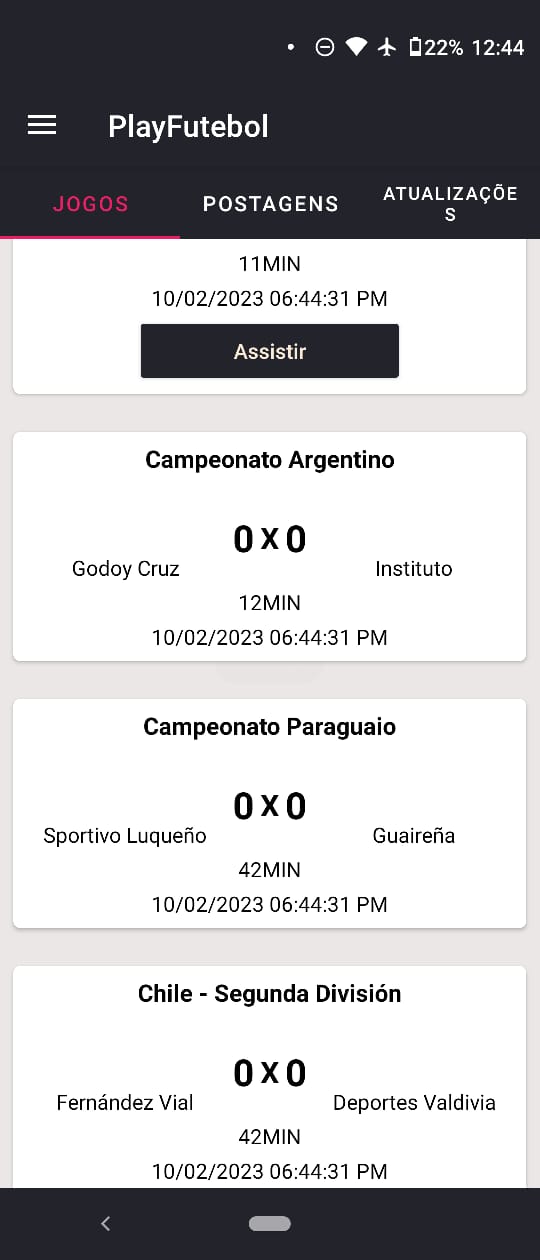 22% 12:44
PlayFutebol
JOGOS
POSTAGENS
ATUALIZAÇÕE
S
11MIN
10/02/2023 06:44:31 PM
Assistir
Campeonato Argentino
0 X 0
Godoy Cruz
Instituto
12MIN
10/02/2023 06:44:31 PM
Campeonato Paraguaio
0 X 0
Sportivo Luqueño
Guaireña
42MIN
10/02/2023 06:44:31 PM
Chile - Segunda División
0 X 0
Fernández Vial
Deportes Valdivia
42MIN
10/02/2023 06:44:31 PM